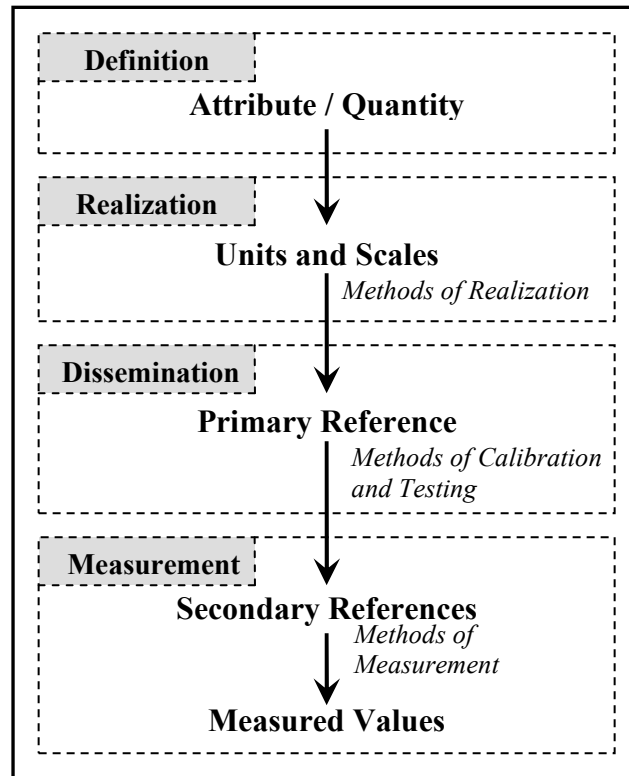 Definition
Attribute / Quantity
Realization
Units and Scales
Methods of Realization
Dissemination
Primary Reference
Methods of Calibration
and Testing
Measurement
Secondary References
Methods of
Measurement
Measured Values